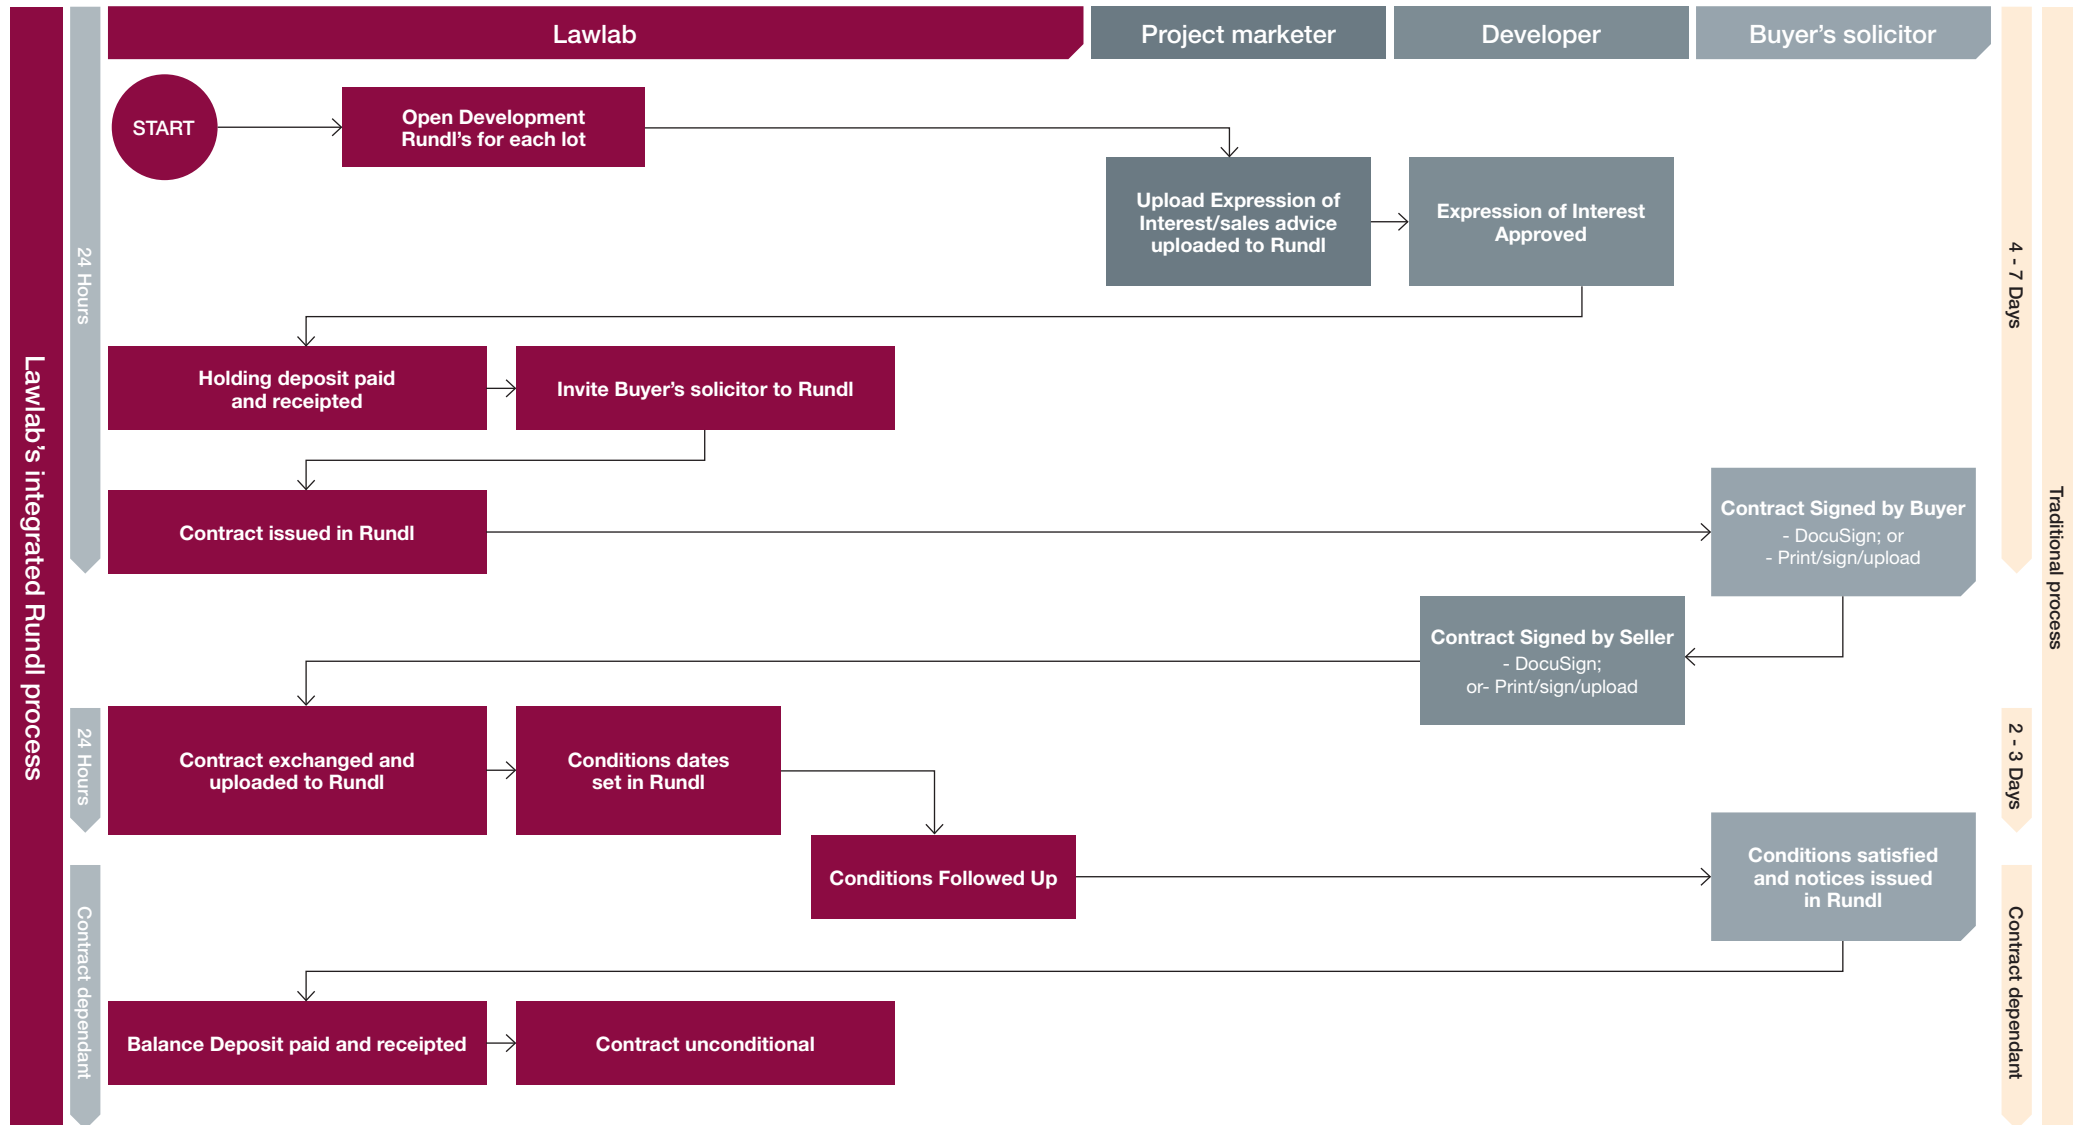 Lawlab
Project marketer
Developer
Buyer's solicitor
START
Open Development
Rundl's for each lot
Upload Expression of
Interest/sales advice
uploaded to Rundl
Expression of Interest
Approved
24 Hours
4 - 7 Days
Holding deposit paid
and receipted
Invite Buyer's solicitor to Rundl
Lawlab's integrated Rundl process
Traditional process
Contract issued in Rundl
Contract Signed by Buyer
- DocuSign; or
- Print/sign/upload
Contract Signed by Seller
- DocuSign;
or- Print/sign/upload
24 Hours
2 - 3 Days
Contract exchanged and
uploaded to Rundl
Conditions dates
set in Rundl
Conditions Followed Up
Conditions satisfied
and notices issued
in Rundl
Contract dependant
Contract dependant
Balance Deposit paid and receipted
Contract unconditional